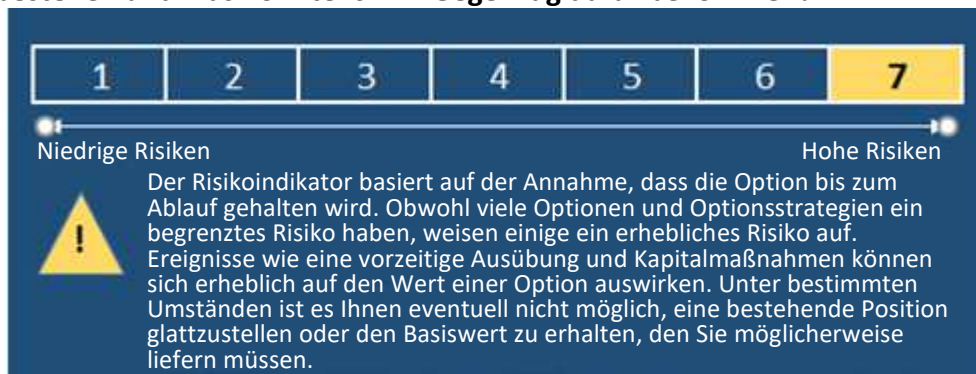 1 2 3 4 5 6 7
Niedrige Risiken Hohe Risiken
Der Risikoindikator basiert auf der Annahme, dass die Option bis zum
Ablauf gehalten wird. Obwohl viele Optionen und Optionsstrategien ein
! begrenztes Risiko haben, weisen einige ein erhebliches Risiko auf.
Ereignisse wie eine vorzeitige Ausübung und Kapitalmaßnahmen können
sich erheblich auf den Wert einer Option auswirken. Unter bestimmten
Umständen ist es Ihnen eventuell nicht möglich, eine bestehende Position
glattzustellen oder den Basiswert zu erhalten, den Sie möglicherweise
liefern müssen.